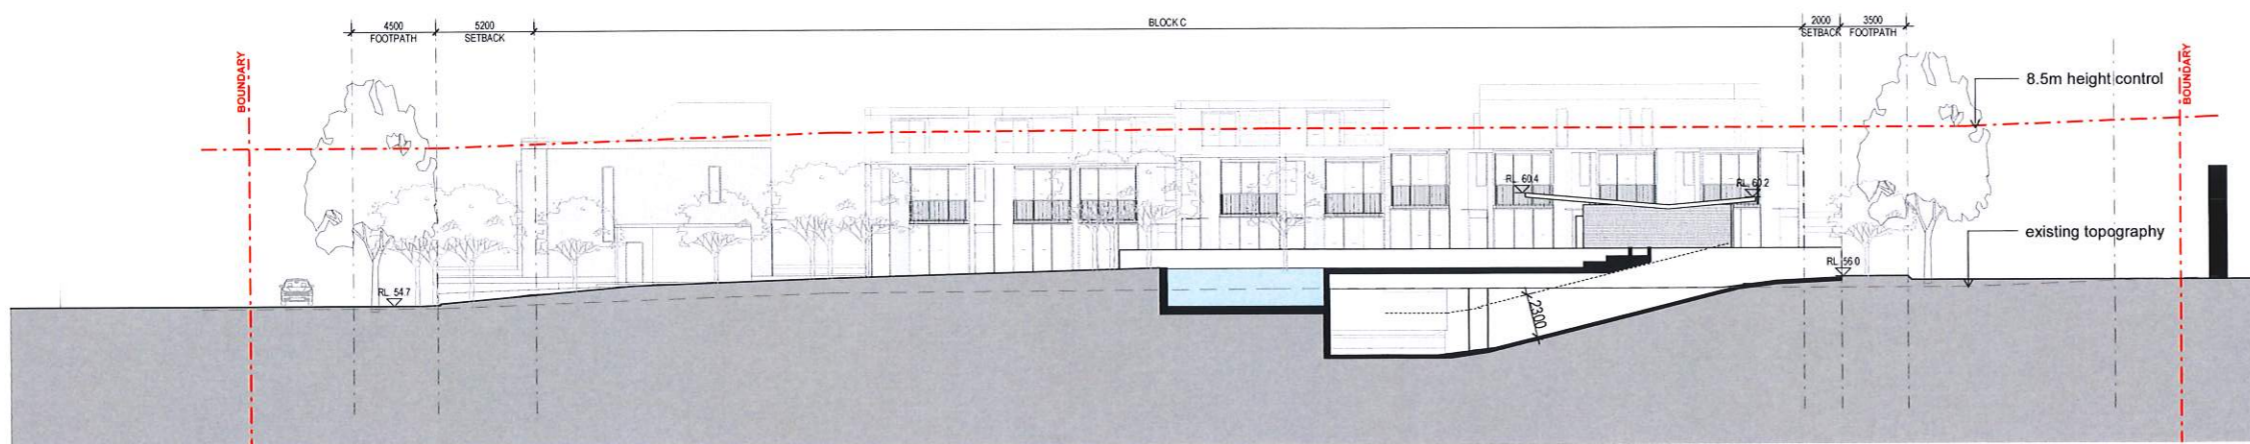 4500
FOOTPATH
5200
SETBACK
BLOCK C
2000
SETBACK
3500
FOOTPATH
BOUNDARY
BOUNDARY
8.5m height control
RL 60.4
RL 60.2
existing topography
RL 56.0
RL 54.7
2300